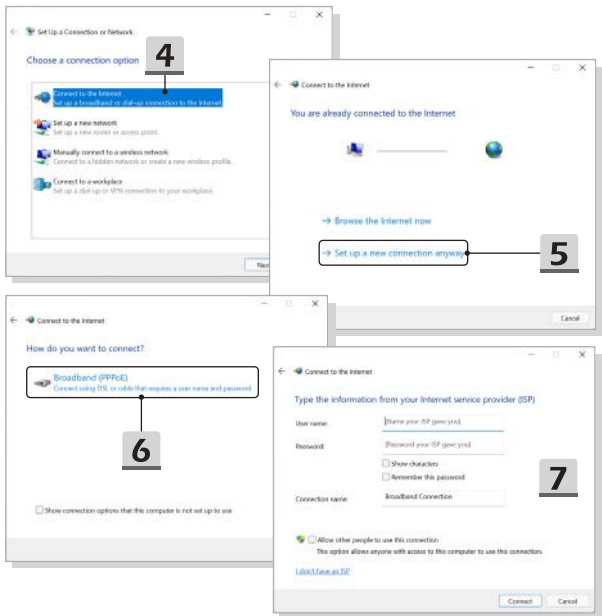 Set Up a Connection or Network
Choose a connection option
4
Connect to the Internet
Set up a broadband or dial-up connection to the Internet.
Set up a new network
Set up a new router or access point.
Manually connect to a wireless network
Connect to a hidden network or create a new wireless profile.
Connect to a workplace
Set up a dial-up or VPN connection to your workplace.
Connect to the Internet
You are already connected to the Internet
→ Browse the Internet now
→ Set up a new connection anyway
5
Cancel
Connect to the Internet
How do you want to connect?
Broadband (PPPoE)
Connect using DSL or cable that requires a user name and password.
6
Show connection options that this computer is not set up to use
Connect to the Internet
Type the information from your Internet service provider (ISP)
User name: [Name your ISP gave you]
Password: [Password your ISP gave you]
Show characters
Remember this password
7
Connection name: Broadband Connection
Allow other people to use this connection
This option allows anyone with access to this computer to use this connection.
I don't have an ISP
Connect Cancel